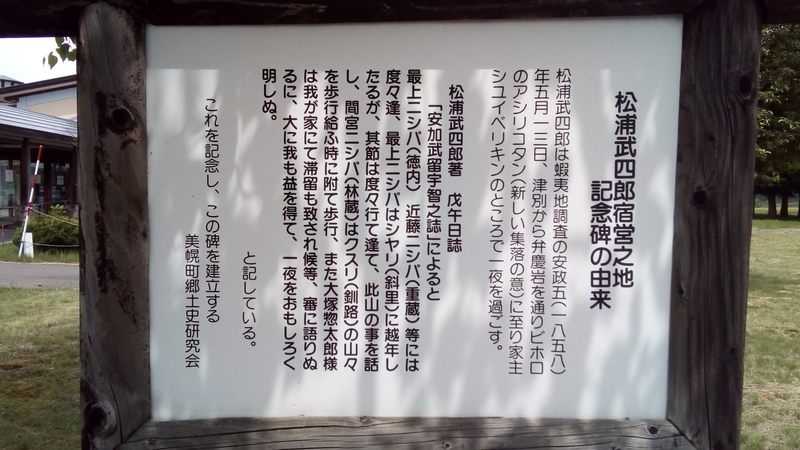 松浦武四郎宿営之地
記念碑の由来
松浦武四郎は蝦夷地調査の安政五(一八五八)
年五月一三日、津別から弁慶岩を通りビホロ
のアシリコタン(新しい集落の意)に至り家主
シユイベリキンのところで一夜を過ごす。
松浦武四郎著　戊午日誌
「安加武留宇智之誌」によると
最上ニシパ(徳内)　近藤ニシパ(重蔵)等には
度々逢、最上ニシパはシヤリ(斜里)に越年し
たるが、其節は度々行て逢て、此山の事を話
し、間宮ニシパ(林蔵)はクスリ(釧路)の山々
を歩行給ふ時に附て歩行、また大塚惣太郎様
は我が家にて滞留も致され候等、審に語りぬ
るに、大に我も益を得て、一夜をおもしろく
明しぬ。
と記している。
これを記念し、この碑を建立する
美幌町郷土史研究会